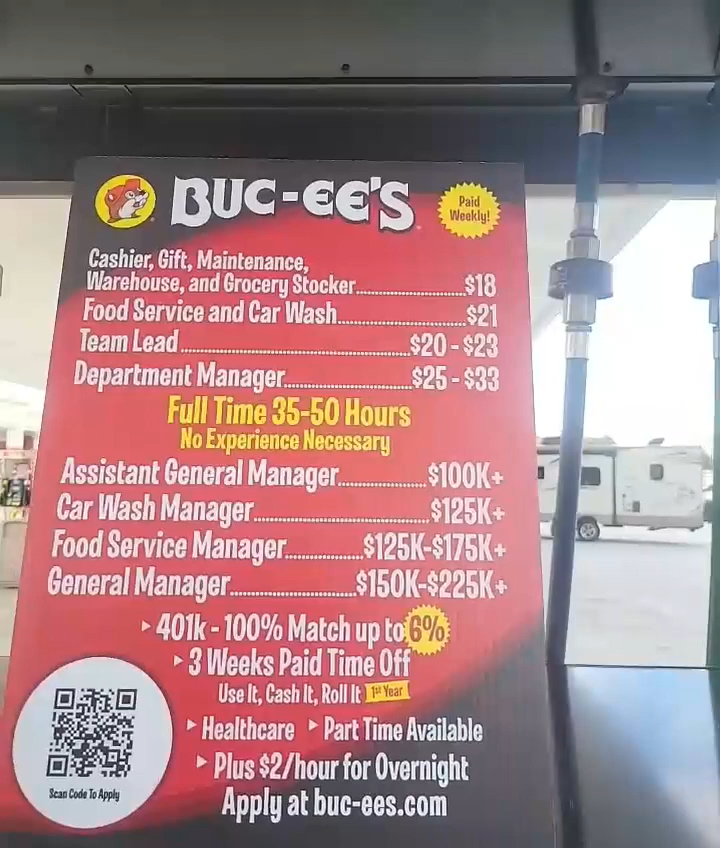 BUC-EE'S
Paid
Weekly!
Cashier, Gift, Maintenance,
Warehouse, and Grocery Stocker....................$18
Food Service and Car Wash....................$21
Team Lead....................$20 - $23
Department Manager....................$25 - $33
Full Time 35-50 Hours
No Experience Necessary
Assistant General Manager....................$100K+
Car Wash Manager....................$125K+
Food Service Manager....................$125K-$175K+
General Manager....................$150K-$225K+
▸ 401k - 100% Match up to 6%
▸ 3 Weeks Paid Time Off
Use It, Cash It, Roll It 1st Year
▸ Healthcare ▸ Part Time Available
▸ Plus $2/hour for Overnight
Apply at buc-ees.com
Scan Code To Apply